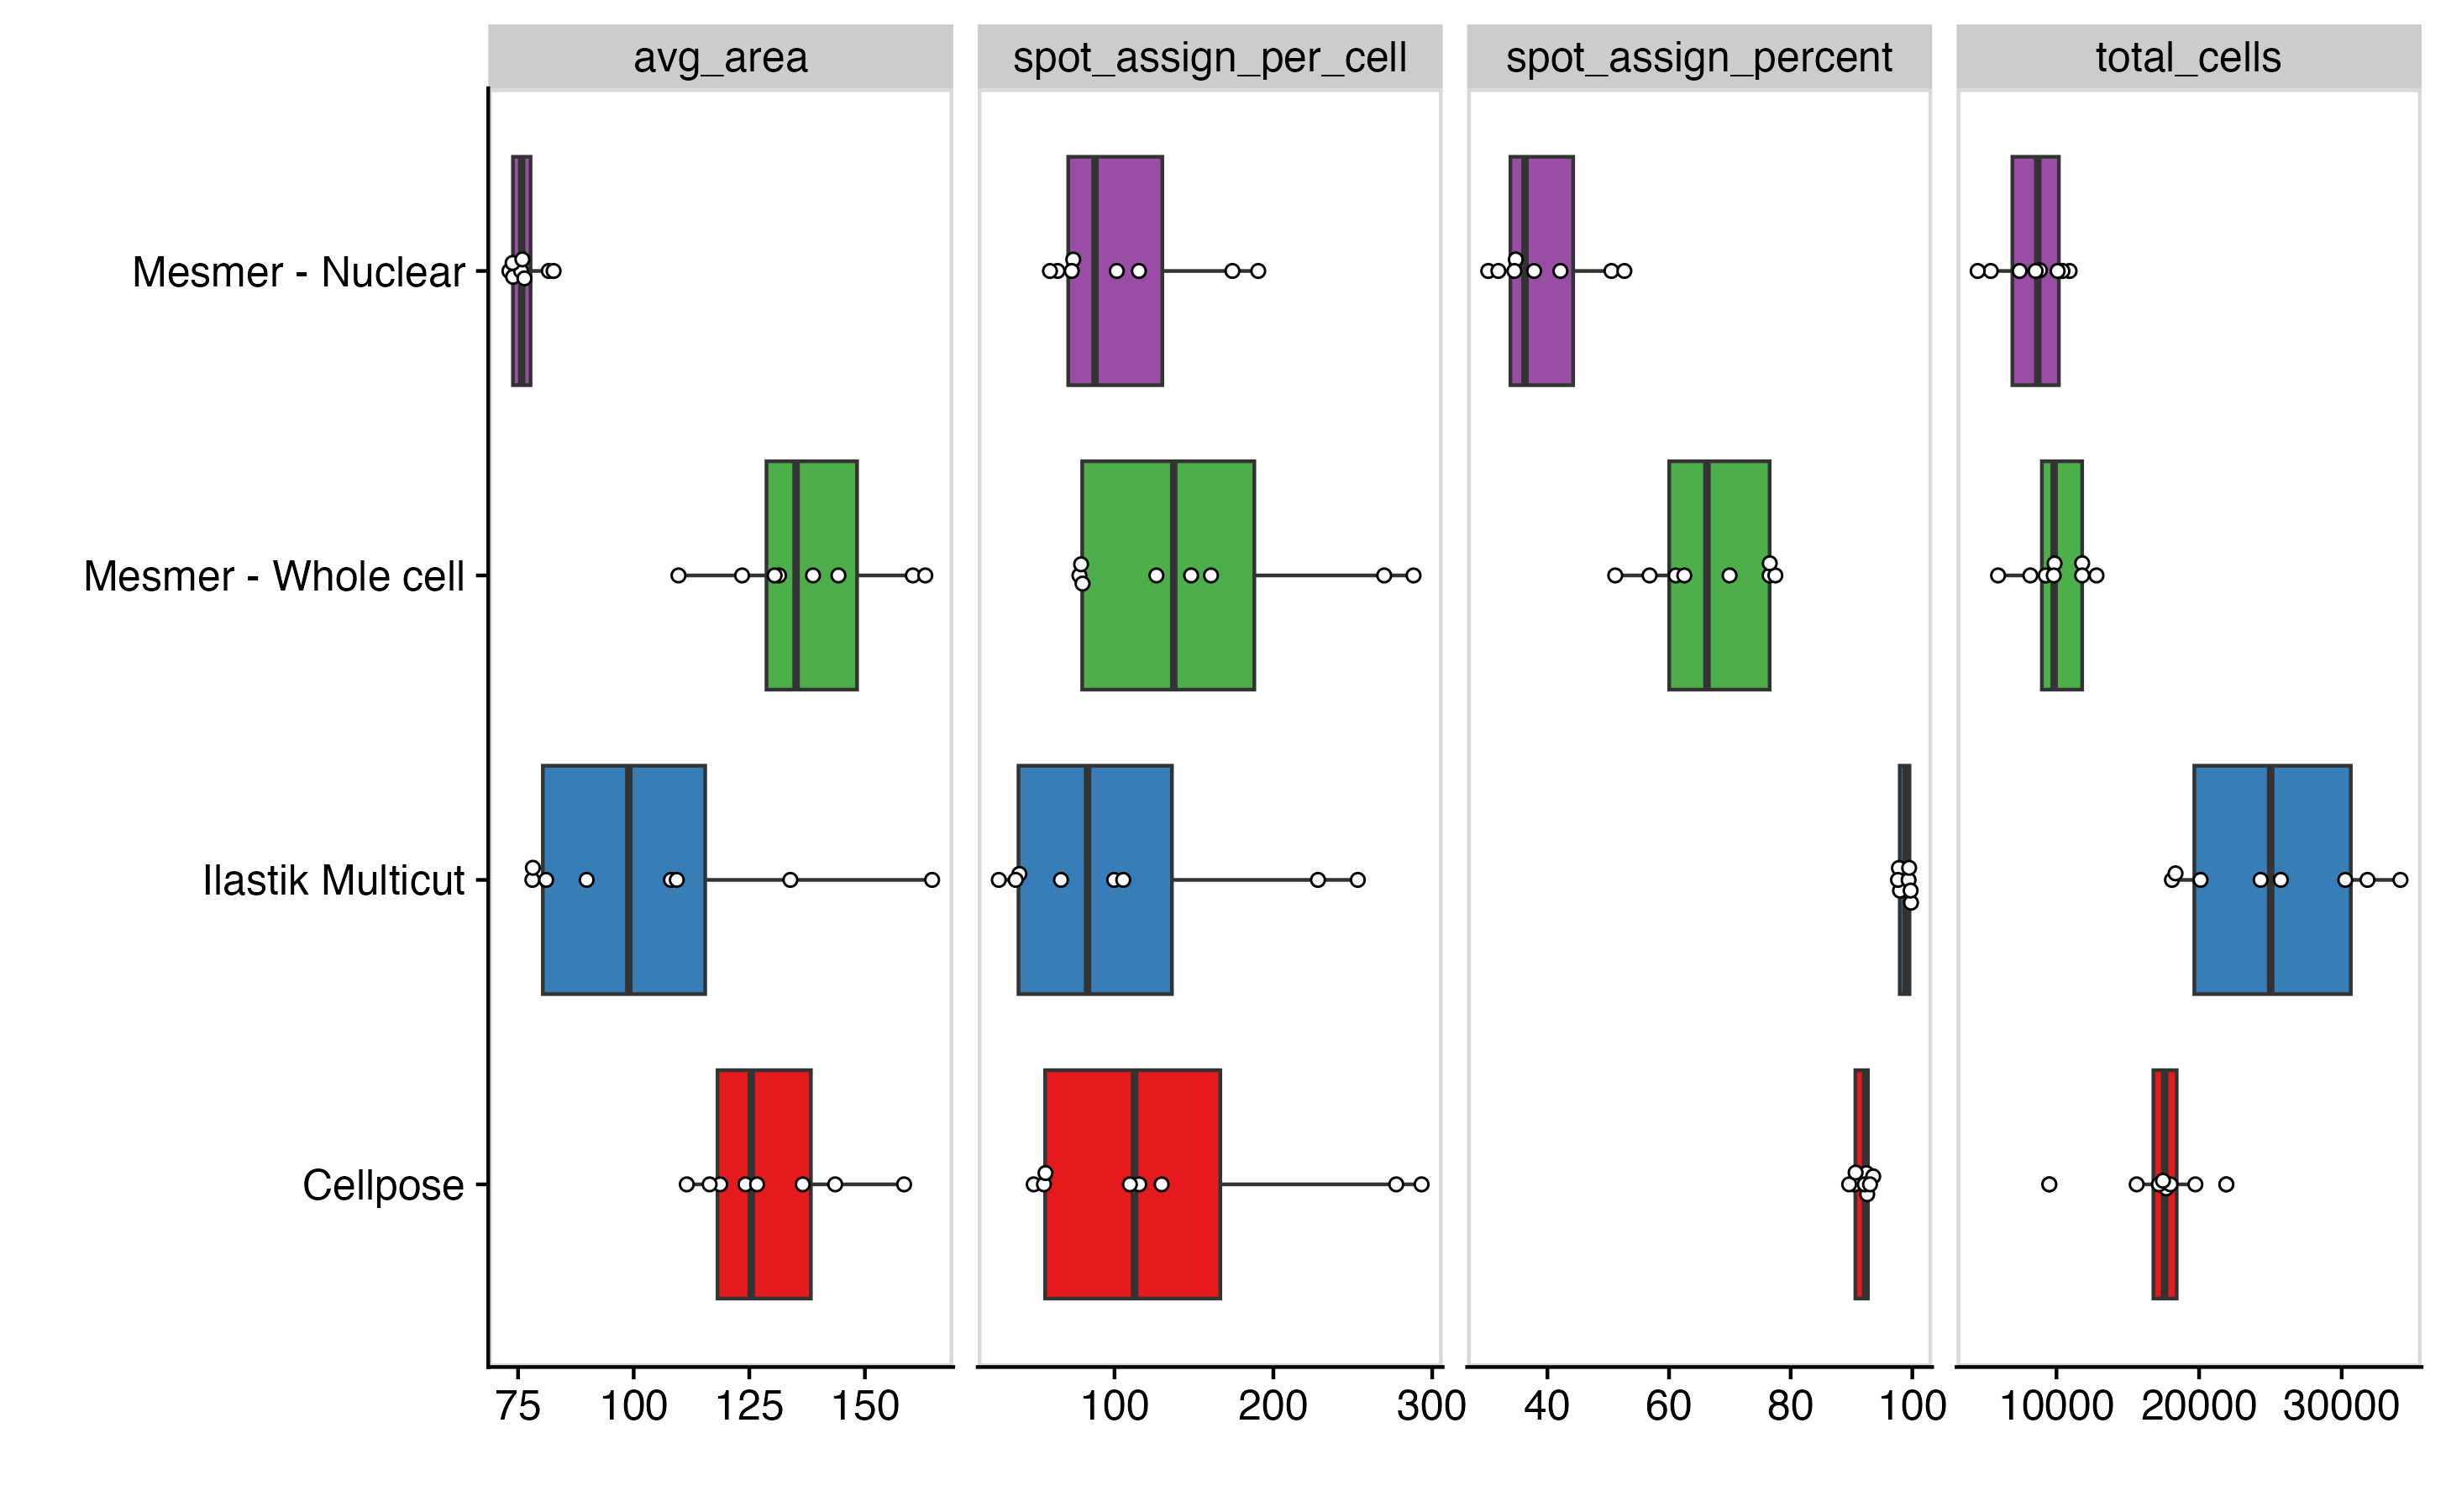 avg_area
spot_assign_per_cell
spot_assign_percent
total_cells
Mesmer - Nuclear
Mesmer - Whole cell
Ilastik Multicut
Cellpose
75 100 125 150
100 200 300
40 60 80 100
10000 20000 30000